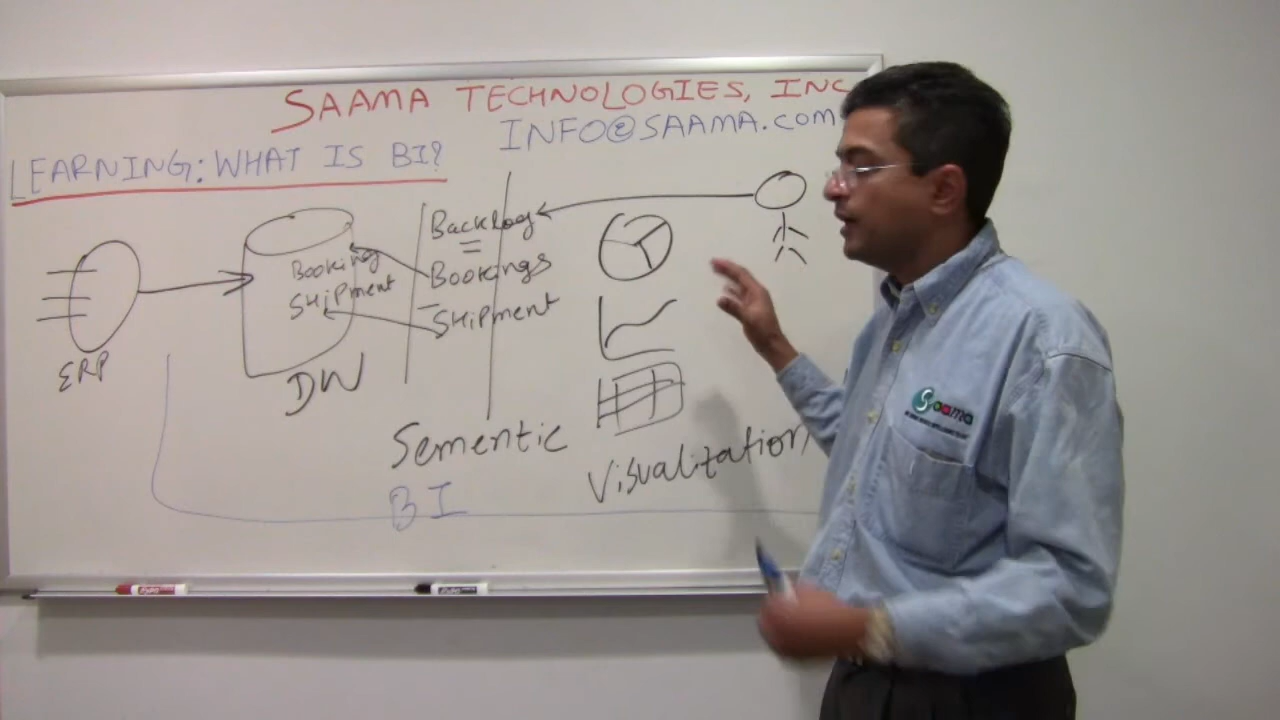 SAAMA TECHNOLOGIES, INC
INFO@SAAMA.COM
LEARNING: WHAT IS BI?
Backlog
=
Bookings
-
SHiPment
Booking
SHiPment
ERP
DW
Sementic
Visualization
BI
Saama